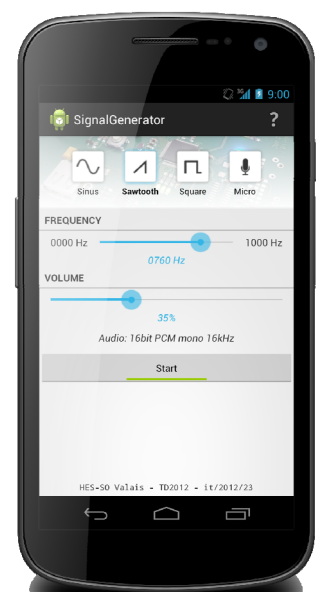 3G 9:00
SignalGenerator ?
Sinus Sawtooth Square Micro
FREQUENCY
0000 Hz 1000 Hz
0760 Hz
VOLUME
35%
Audio: 16bit PCM mono 16kHz
Start
HES-SO Valais - TD2012 - it/2012/23